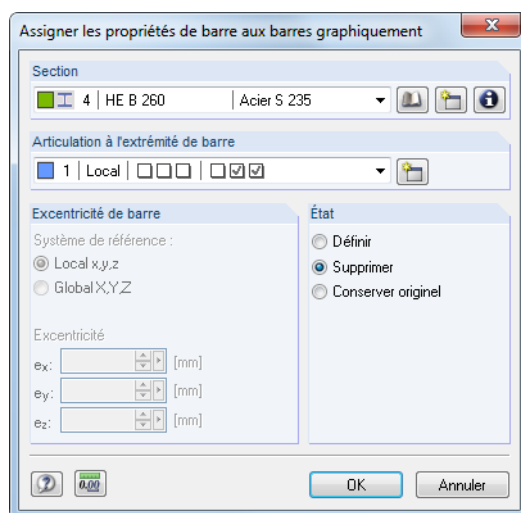 Assigner les propriétés de barre aux barres graphiquement
Section
4 HE B 260 Acier S 235
Articulation à l'extrémité de barre
1 Local
Excentricité de barre
État
Système de référence :
Définir
Local x,y,z
Supprimer
Global X,Y,Z
Conserver originel
Excentricité
ex: [mm]
ey: [mm]
ez: [mm]
0.00
OK Annuler